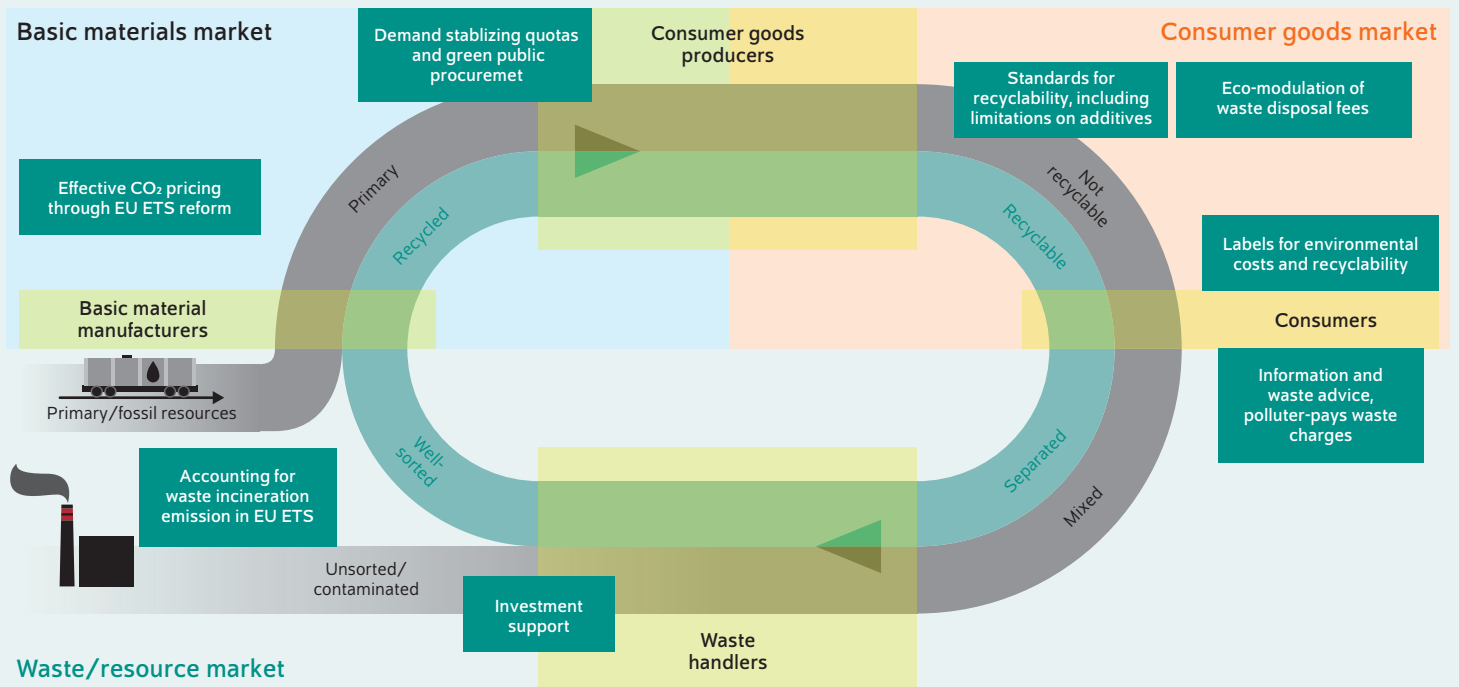 Basic materials market
Demand stablizing quotas
and green public
procuremet
Consumer goods
producers
Consumer goods market
Standards for
recyclability, including
limitations on additives
Eco-modulation of
waste disposal fees
Effective CO₂ pricing
through EU ETS reform
Primary
Recycled
Not
recyclable
Recyclable
Labels for environmental
costs and recyclability
Basic material
manufacturers
Consumers
Primary/fossil resources
Information and
waste advice,
polluter-pays waste
charges
Well-
sorted
Separated
Mixed
Accounting for
waste incineration
emission in EU ETS
Unsorted/
contaminated
Investment
support
Waste
handlers
Waste/resource market